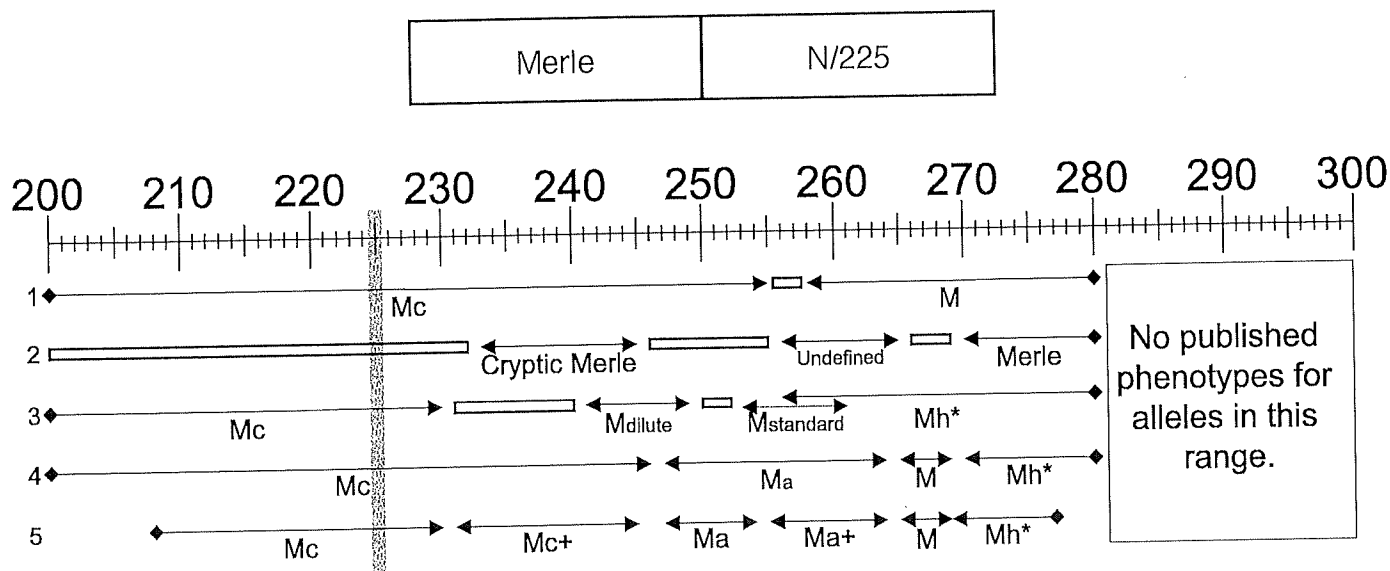 Merle N/225
200 210 220 230 240 250 260 270 280 290 300
1 Mc M
2 Cryptic Merle Undefined Merle
3 Mc Mdilute Mstandard Mh*
4 Mc Ma M Mh*
5 Mc Mc+ Ma Ma+ M Mh*
No published
phenotypes for
alleles in this
range.